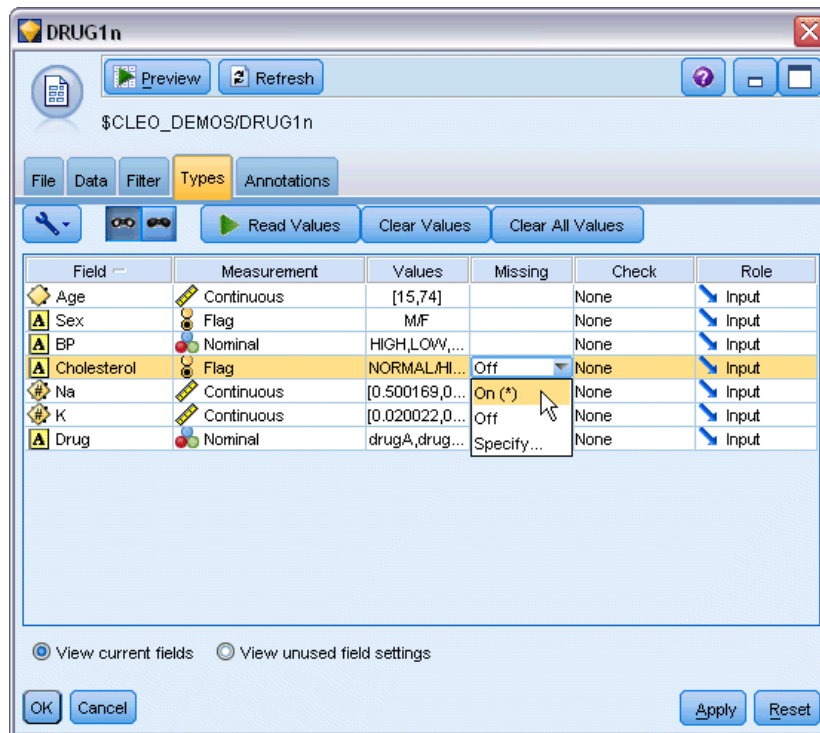 DRUG1n
Preview Refresh
$CLEO_DEMOS/DRUG1n
File Data Filter Types Annotations
Read Values Clear Values Clear All Values
Field Measurement Values Missing Check Role
Age Continuous [15,74] None Input
A Sex Flag M/F None Input
A BP Nominal HIGH,LOW,... None Input
A Cholesterol Flag NORMAL/HI... Off None Input
# Na Continuous [0.500169,0... On (*) None Input
# K Continuous [0.020022,0... Off None Input
A Drug Nominal drugA,drug... Specify... None Input
View current fields View unused field settings
OK Cancel Apply Reset